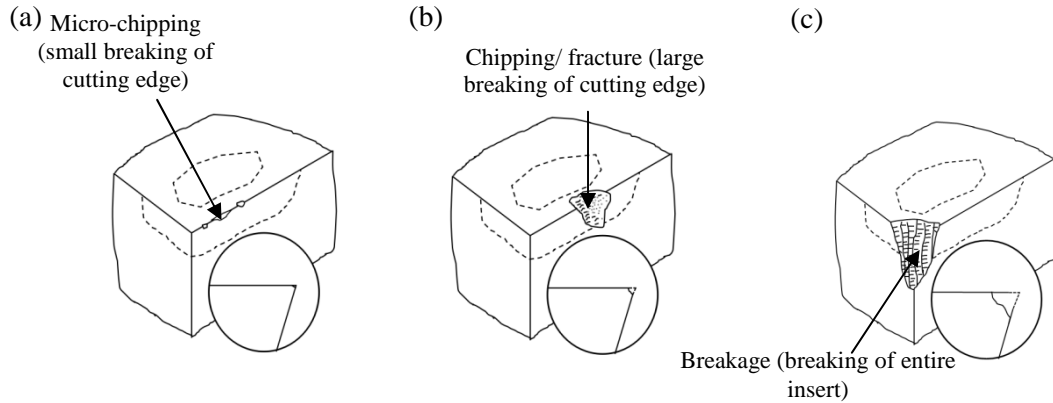 (a)
Micro-chipping
(small breaking of
cutting edge)
(b)
Chipping/ fracture (large
breaking of cutting edge)
(c)
Breakage (breaking of entire
insert)